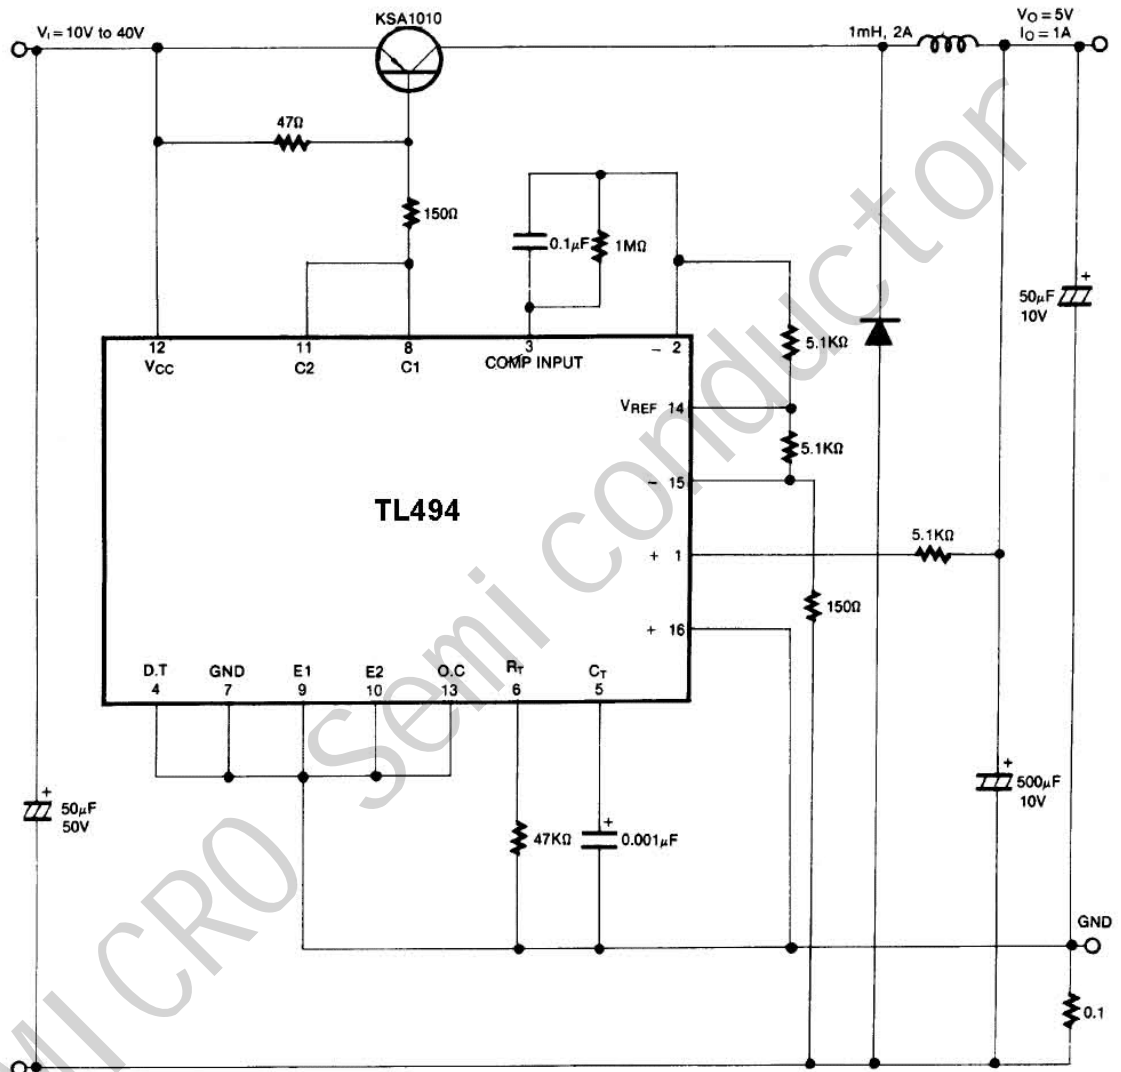 KSA1010
V₁ = 10V to 40V
1mH, 2A
V₀ = 5V
I₀ = 1A
47Ω
150Ω
0.1μF
1MΩ
+
50μF
10V
5.1KΩ
12
VCC
11
C2
8
C1
3
COMP INPUT
− 2
VREF 14
5.1KΩ
− 15
TL494
5.1KΩ
+ 1
150Ω
+ 16
D.T
4
GND
7
E1
9
E2
10
O.C
13
RT
6
CT
5
+
500μF
10V
+
50μF
50V
47KΩ
+
0.001μF
GND
0.1
MICRO Semiconductor